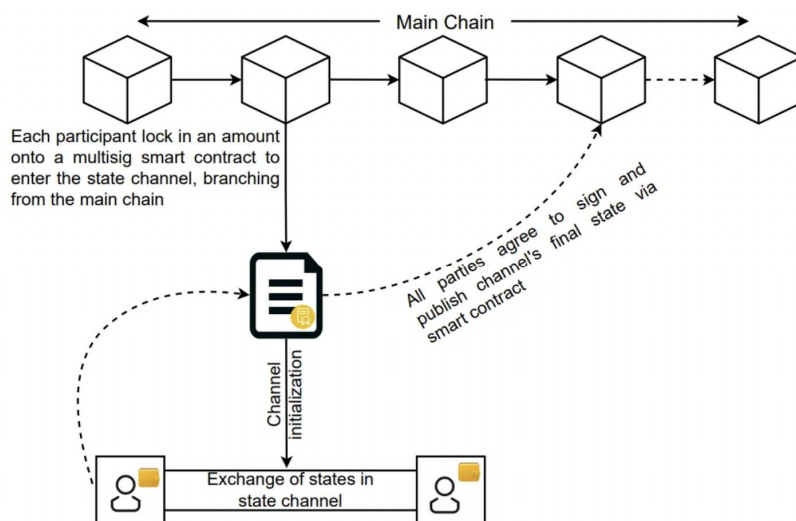 Main Chain
Each participant lock in an amount
onto a multisig smart contract to
enter the state channel, branching
from the main chain
All parties agree to sign and
publish channel's final state via
smart contract
Channel
initialization
Exchange of states in
state channel